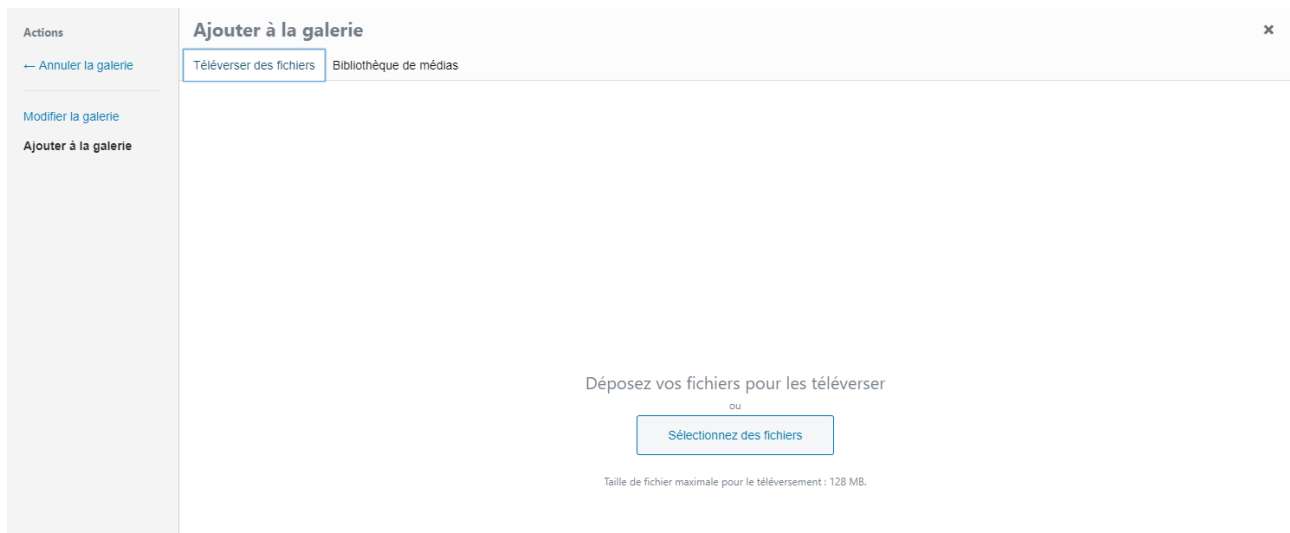 Actions
← Annuler la galerie
Modifier la galerie
Ajouter à la galerie
Ajouter à la galerie
×
Téléverser des fichiers
Bibliothèque de médias
Déposez vos fichiers pour les téléverser
ou
Sélectionnez des fichiers
Taille de fichier maximale pour le téléversement : 128 MB.